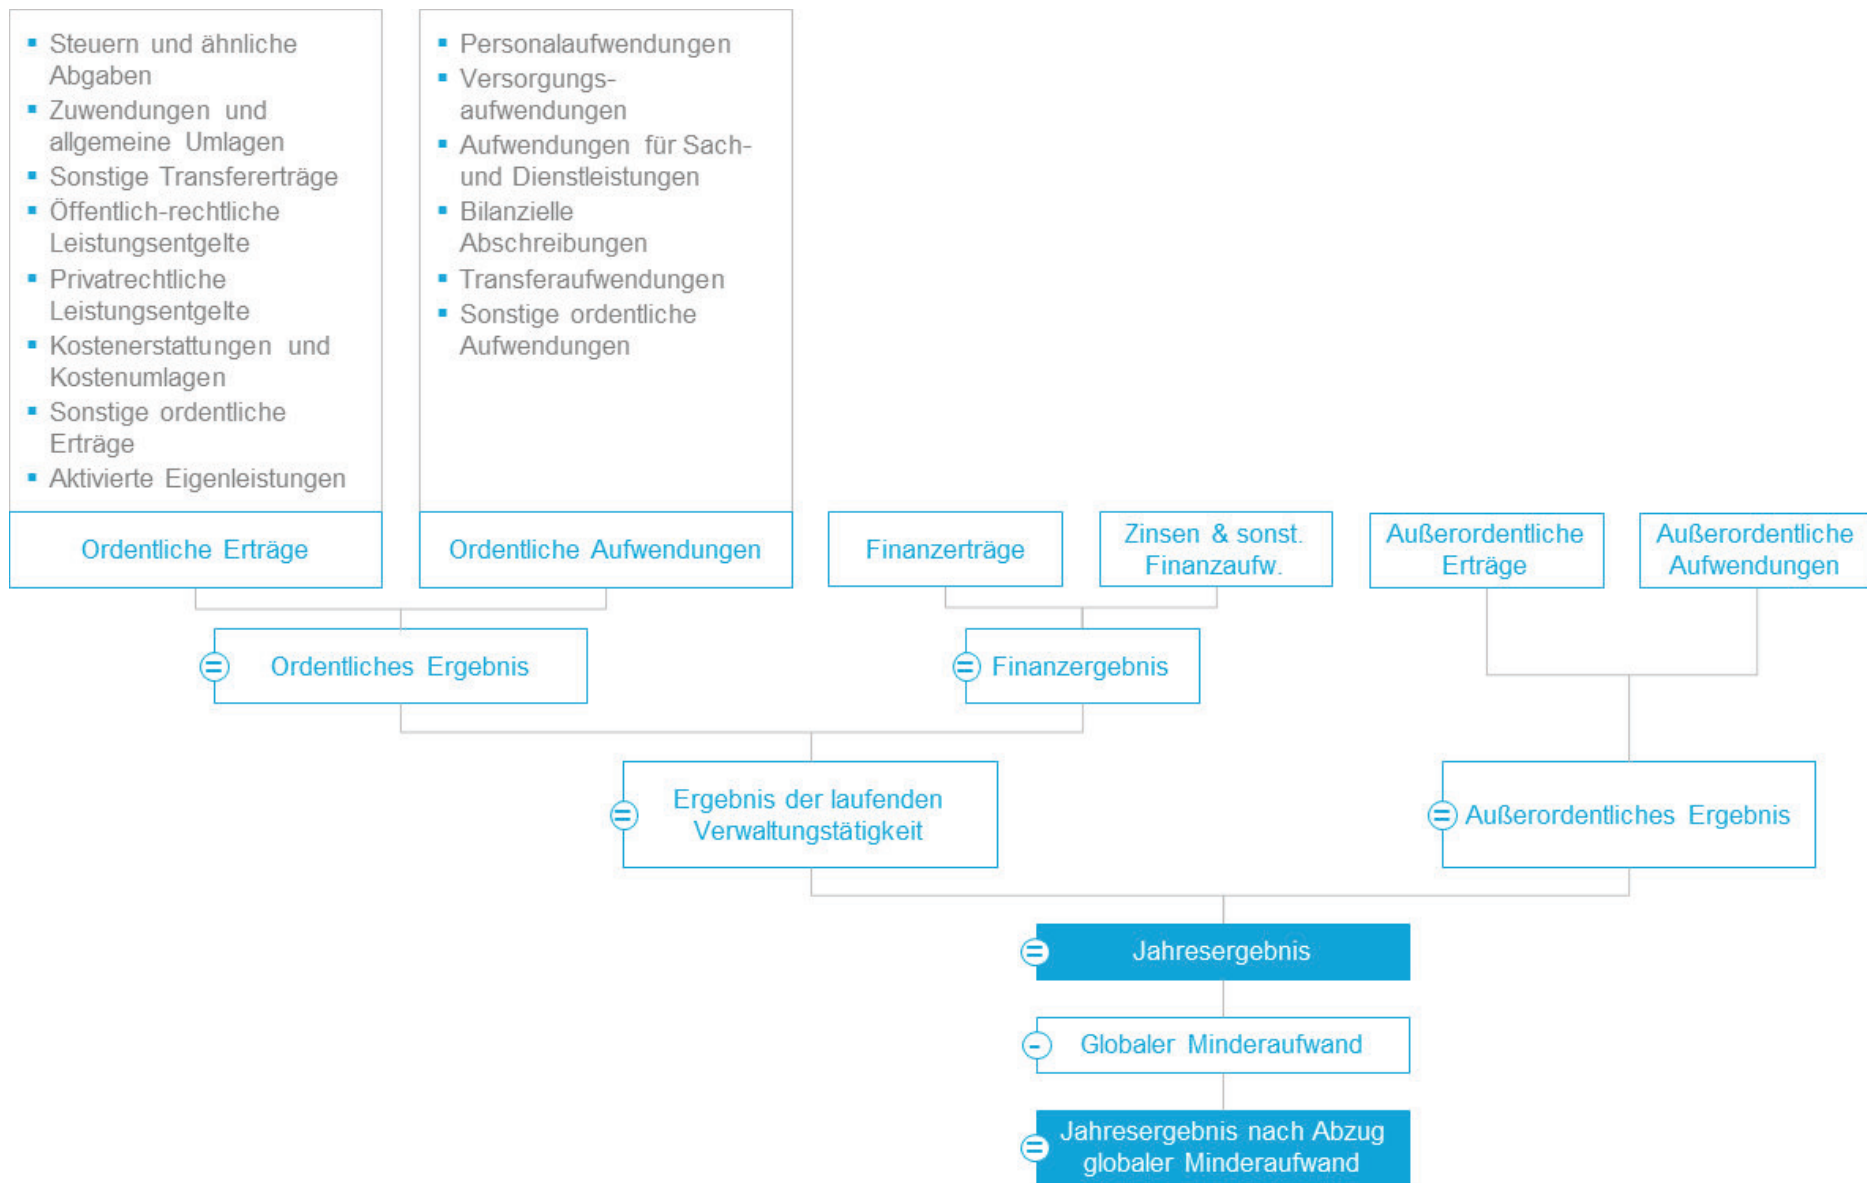 ▪ Steuern und ähnliche
Abgaben
▪ Zuwendungen und
allgemeine Umlagen
▪ Sonstige Transfererträge
▪ Öffentlich-rechtliche
Leistungsentgelte
▪ Privatrechtliche
Leistungsentgelte
▪ Kostenerstattungen und
Kostenumlagen
▪ Sonstige ordentliche
Erträge
▪ Aktivierte Eigenleistungen
Ordentliche Erträge
▪ Personalaufwendungen
▪ Versorgungs-
aufwendungen
▪ Aufwendungen für Sach-
und Dienstleistungen
▪ Bilanzielle
Abschreibungen
▪ Transferaufwendungen
▪ Sonstige ordentliche
Aufwendungen
Ordentliche Aufwendungen
Finanzerträge
Zinsen & sonst.
Finanzaufw.
Außerordentliche
Erträge
Außerordentliche
Aufwendungen
= Ordentliches Ergebnis
= Finanzergebnis
= Ergebnis der laufenden
Verwaltungstätigkeit
= Außerordentliches Ergebnis
= Jahresergebnis
- Globaler Minderaufwand
= Jahresergebnis nach Abzug
globaler Minderaufwand